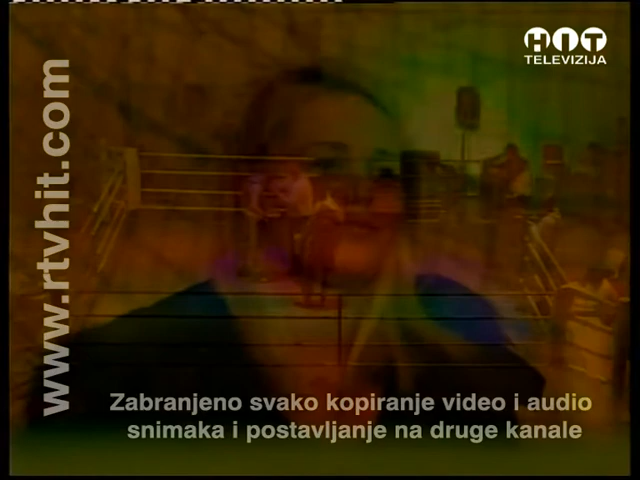 HIT
TELEVIZIJA
www.rtvhit.com
Zabranjeno svako kopiranje video i audio
snimaka i postavljanje na druge kanale